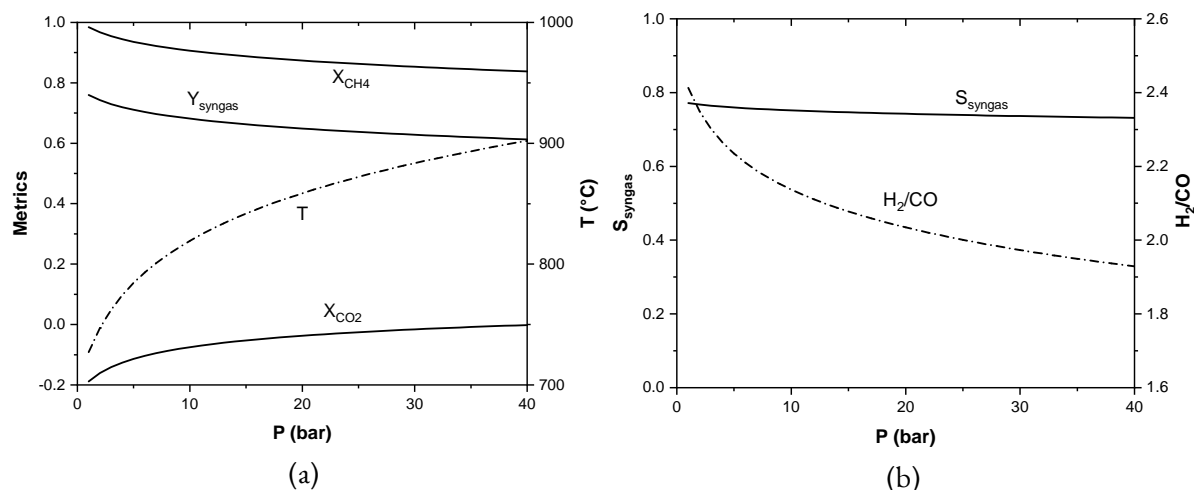 1.0
0.8
0.6
0.4
0.2
0.0
-0.2
Metrics
X_CH4
Y_syngas
T
X_CO2
1000
900
800
700
T (°C)
0 10 20 30 40
P (bar)
(a)
1.0
0.8
0.6
0.4
0.2
0.0
S_syngas
S_syngas
H₂/CO
2.6
2.4
2.2
2.0
1.8
1.6
H₂/CO
0 10 20 30 40
P (bar)
(b)